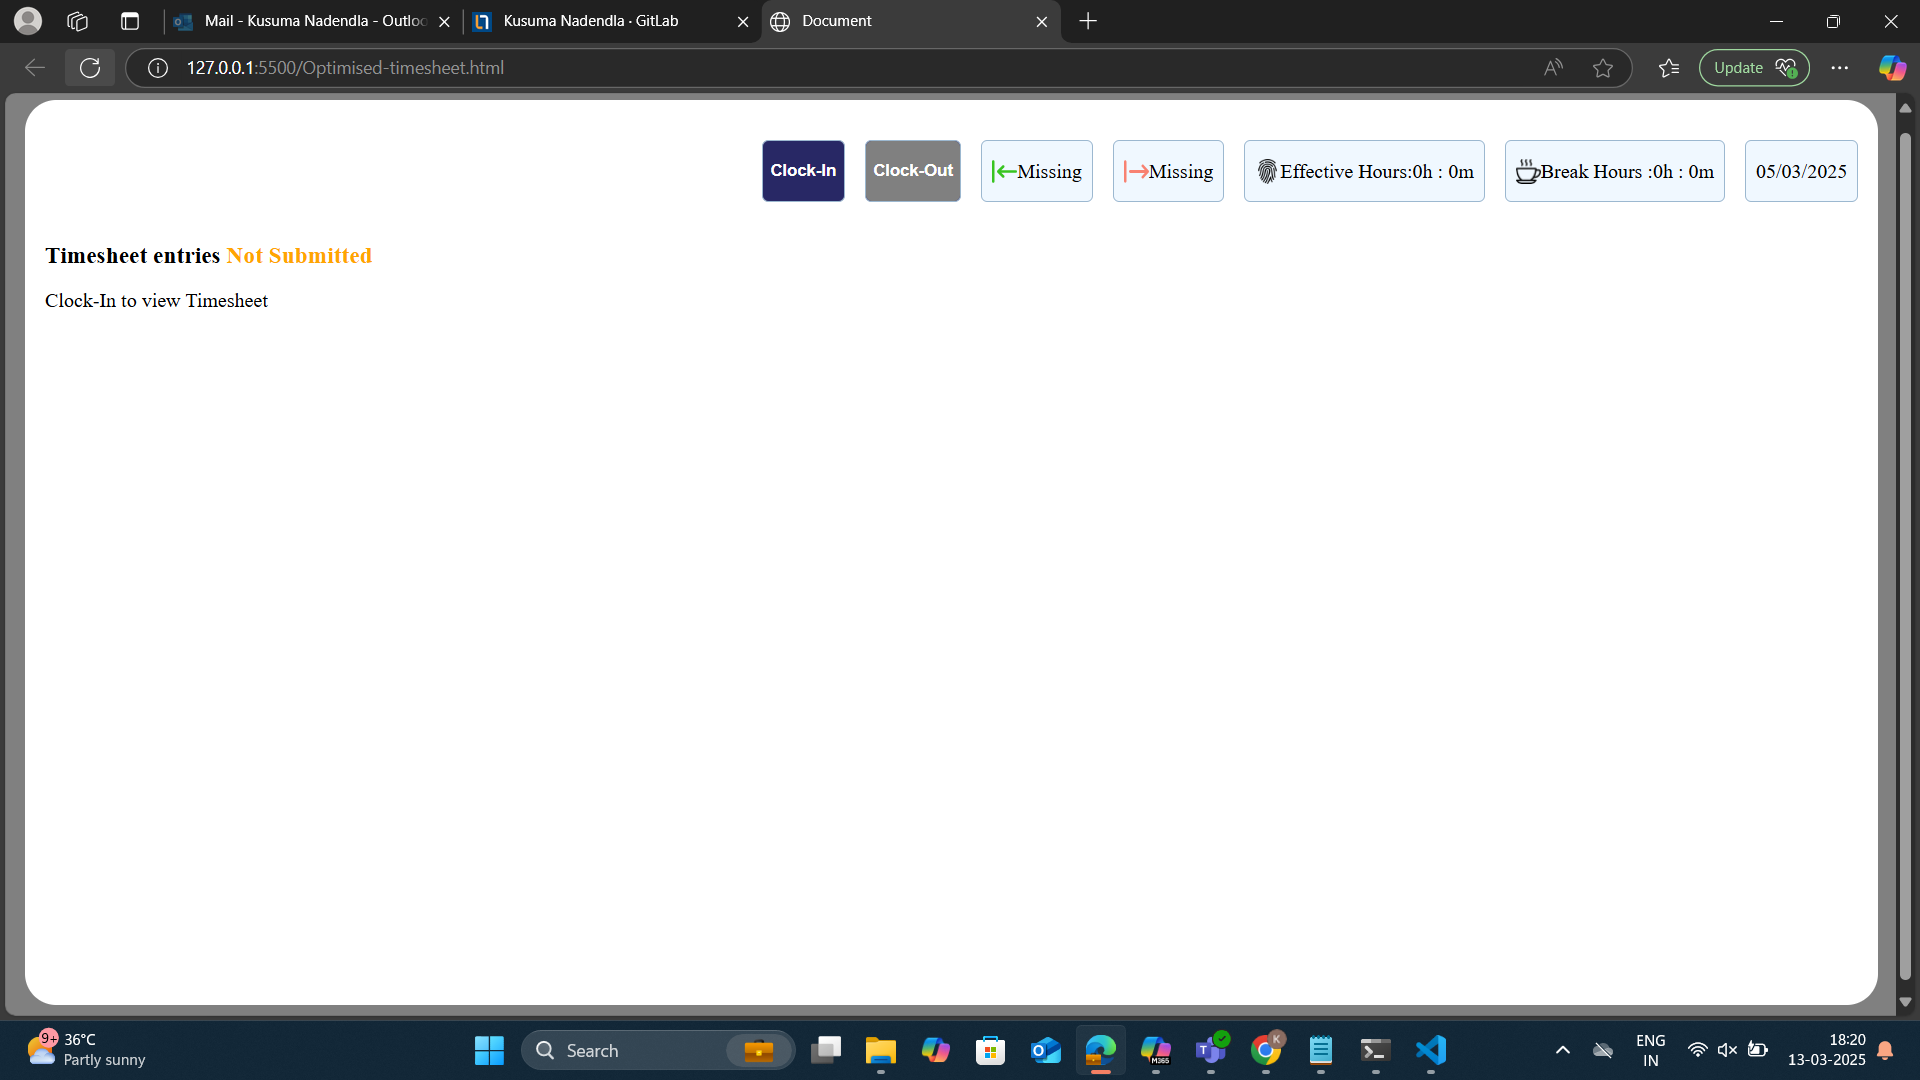 Mail - Kusuma Nadendla - Outloo
Kusuma Nadendla · GitLab
Document
127.0.0.1:5500/Optimised-timesheet.html
Update
Clock-In
Clock-Out
Missing
Missing
Effective Hours:0h : 0m
Break Hours :0h : 0m
05/03/2025
Timesheet entries Not Submitted
Clock-In to view Timesheet
9+
36°C
Partly sunny
Search
M365
K
ENG
IN
18:20
13-03-2025